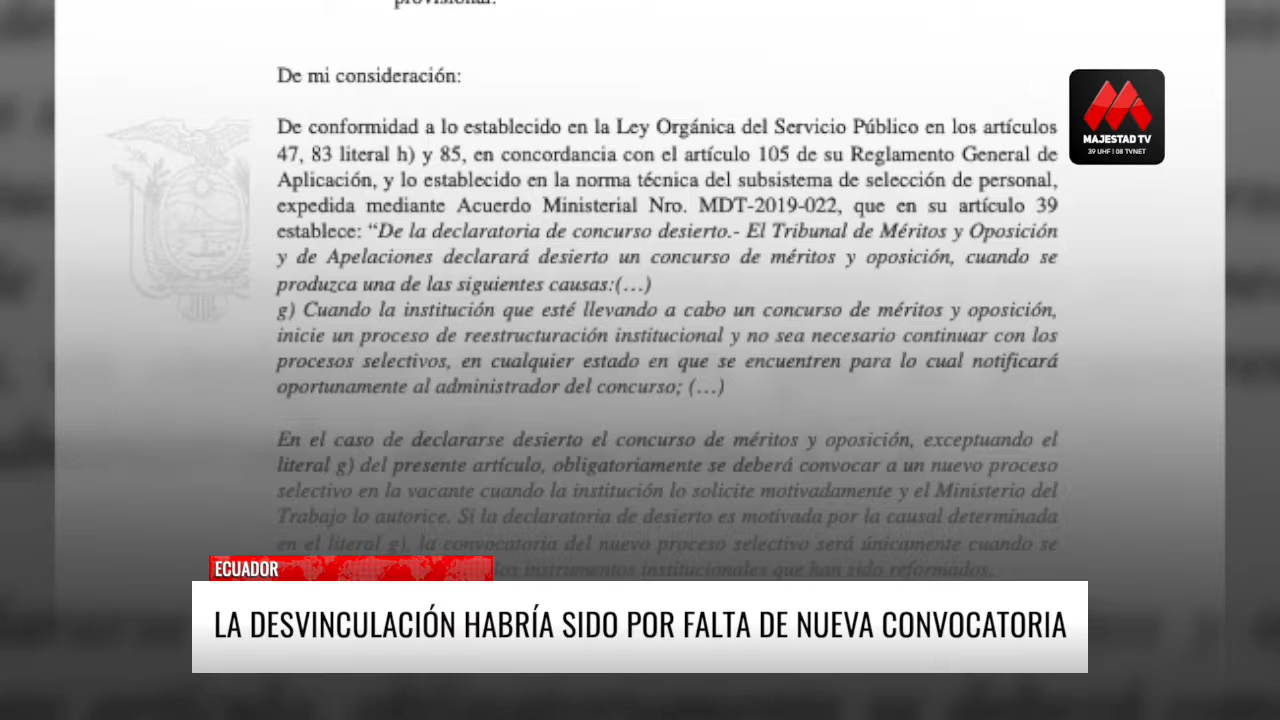 provisional.
De mi consideración:
De conformidad a lo establecido en la Ley Orgánica del Servicio Público en los artículos
47, 83 literal h) y 85, en concordancia con el artículo 105 de su Reglamento General de
Aplicación, y lo establecido en la norma técnica del subsistema de selección de personal,
expedida mediante Acuerdo Ministerial Nro. MDT-2019-022, que en su artículo 39
establece: “De la declaratoria de concurso desierto.- El Tribunal de Méritos y Oposición
y de Apelaciones declarará desierto un concurso de méritos y oposición, cuando se
produzca una de las siguientes causas:(…)
g) Cuando la institución que esté llevando a cabo un concurso de méritos y oposición,
inicie un proceso de reestructuración institucional y no sea necesario continuar con los
procesos selectivos, en cualquier estado en que se encuentren para lo cual notificará
oportunamente al administrador del concurso; (…)
En el caso de declararse desierto el concurso de méritos y oposición, exceptuando el
literal g) del presente artículo, obligatoriamente se deberá convocar a un nuevo proceso
selectivo en la vacante cuando la institución lo solicite motivadamente y el Ministerio del
Trabajo lo autorice. Si la declaratoria de desierto es motivada por la causal determinada
en el literal g), la convocatoria del nuevo proceso selectivo será únicamente cuando se
los instrumentos institucionales que han sido reformados.
MAJESTAD TV
39 UHF | 08 TVNET
ECUADOR
LA DESVINCULACIÓN HABRÍA SIDO POR FALTA DE NUEVA CONVOCATORIA